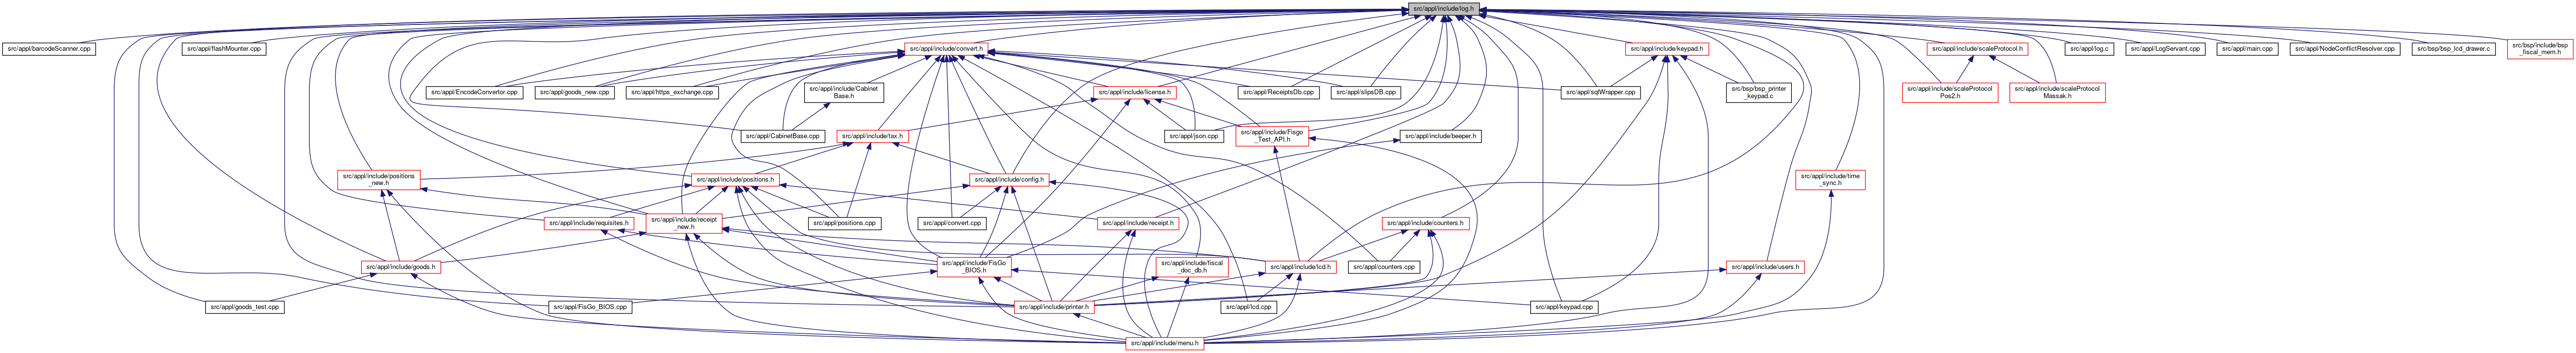 src/appl/include/log.h
src/appl/barcodeScanner.cpp
src/appl/flashMounter.cpp
src/appl/include/convert.h
src/appl/include/keypad.h
src/appl/include/scaleProtocol.h
src/appl/log.c
src/appl/LogServant.cpp
src/appl/main.cpp
src/appl/NodeConflictResolver.cpp
src/bsp/bsp_lcd_drawer.c
src/bsp/include/bsp
_fiscal_mem.h
src/appl/EncodeConvertor.cpp
src/appl/goods_new.cpp
src/appl/https_exchange.cpp
src/appl/include/Cabinet
Base.h
src/appl/include/license.h
src/appl/ReceiptsDb.cpp
src/appl/slipsDB.cpp
src/appl/sqlWrapper.cpp
src/bsp/bsp_printer
_keypad.c
src/appl/include/scaleProtocol
Pos2.h
src/appl/include/scaleProtocol
Massak.h
src/appl/CabinetBase.cpp
src/appl/include/tax.h
src/appl/json.cpp
src/appl/include/Fisgo
_Test_API.h
src/appl/include/beeper.h
src/appl/include/positions
_new.h
src/appl/include/positions.h
src/appl/include/config.h
src/appl/include/time
_sync.h
src/appl/include/requisites.h
src/appl/include/receipt
_new.h
src/appl/positions.cpp
src/appl/convert.cpp
src/appl/include/receipt.h
src/appl/include/counters.h
src/appl/include/goods.h
src/appl/include/FisGo
_BIOS.h
src/appl/include/fiscal
_doc_db.h
src/appl/include/lcd.h
src/appl/counters.cpp
src/appl/include/users.h
src/appl/goods_test.cpp
src/appl/FisGo_BIOS.cpp
src/appl/include/printer.h
src/appl/lcd.cpp
src/appl/keypad.cpp
src/appl/include/menu.h